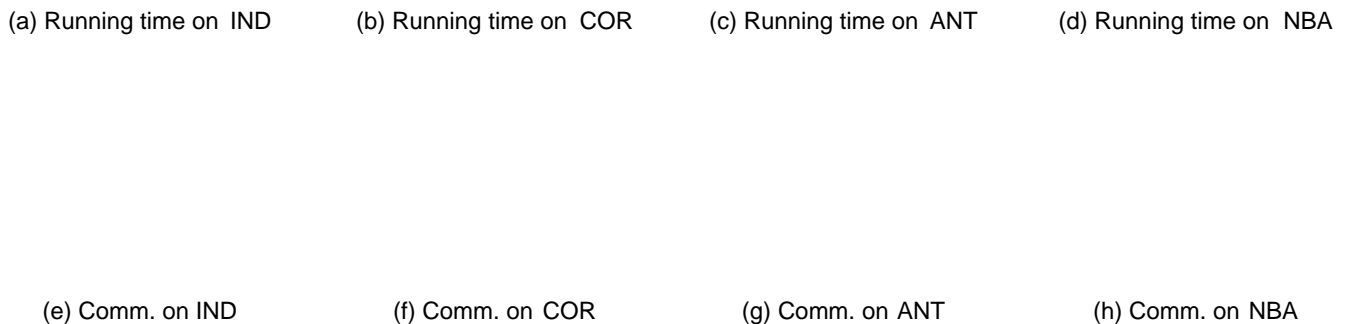 (a) Running time on IND (b) Running time on COR (c) Running time on ANT (d) Running time on NBA
(e) Comm. on IND (f) Comm. on COR (g) Comm. on ANT (h) Comm. on NBA